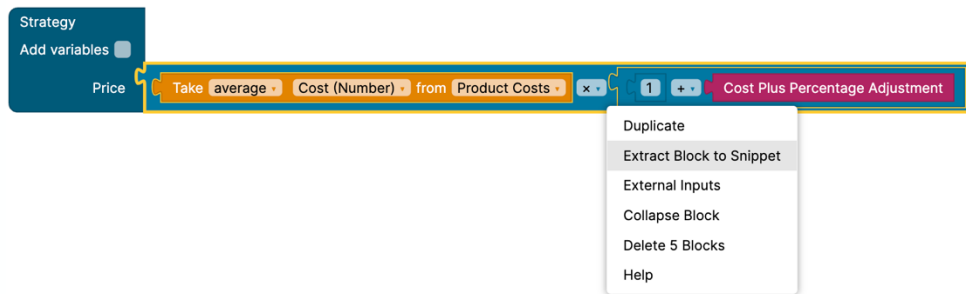 Strategy
Add variables
Price Take average Cost (Number) from Product Costs × 1 + Cost Plus Percentage Adjustment
Duplicate
Extract Block to Snippet
External Inputs
Collapse Block
Delete 5 Blocks
Help